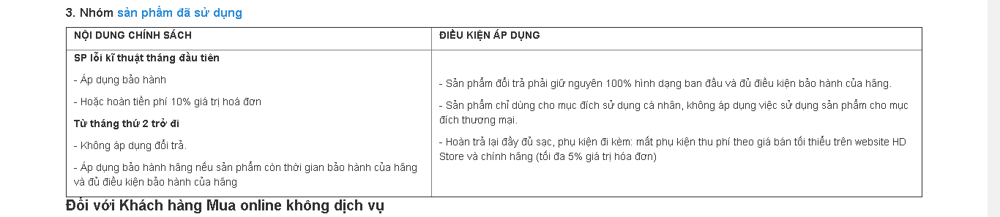 3. Nhóm sản phẩm đã sử dụng
NỘI DUNG CHÍNH SÁCH
ĐIỀU KIỆN ÁP DỤNG
SP lỗi kĩ thuật tháng đầu tiên
- Áp dụng bảo hành
- Hoặc hoàn tiền phí 10% giá trị hoá đơn
Từ tháng thứ 2 trở đi
- Không áp dụng đổi trả.
- Áp dụng bảo hành hãng nếu sản phẩm còn thời gian bảo hành của hãng
và đủ điều kiện bảo hành của hãng
- Sản phẩm đổi trả phải giữ nguyên 100% hình dạng ban đầu và đủ điều kiện bảo hành của hãng.
- Sản phẩm chỉ dùng cho mục đích sử dụng cá nhân, không áp dụng việc sử dụng sản phẩm cho mục
đích thương mại.
- Hoàn trả lại đầy đủ sạc, phụ kiện đi kèm: mất phụ kiện thu phí theo giá bán tối thiểu trên website HD
Store và chính hãng (tối đa 5% giá trị hóa đơn)
Đối với Khách hàng Mua online không dịch vụ